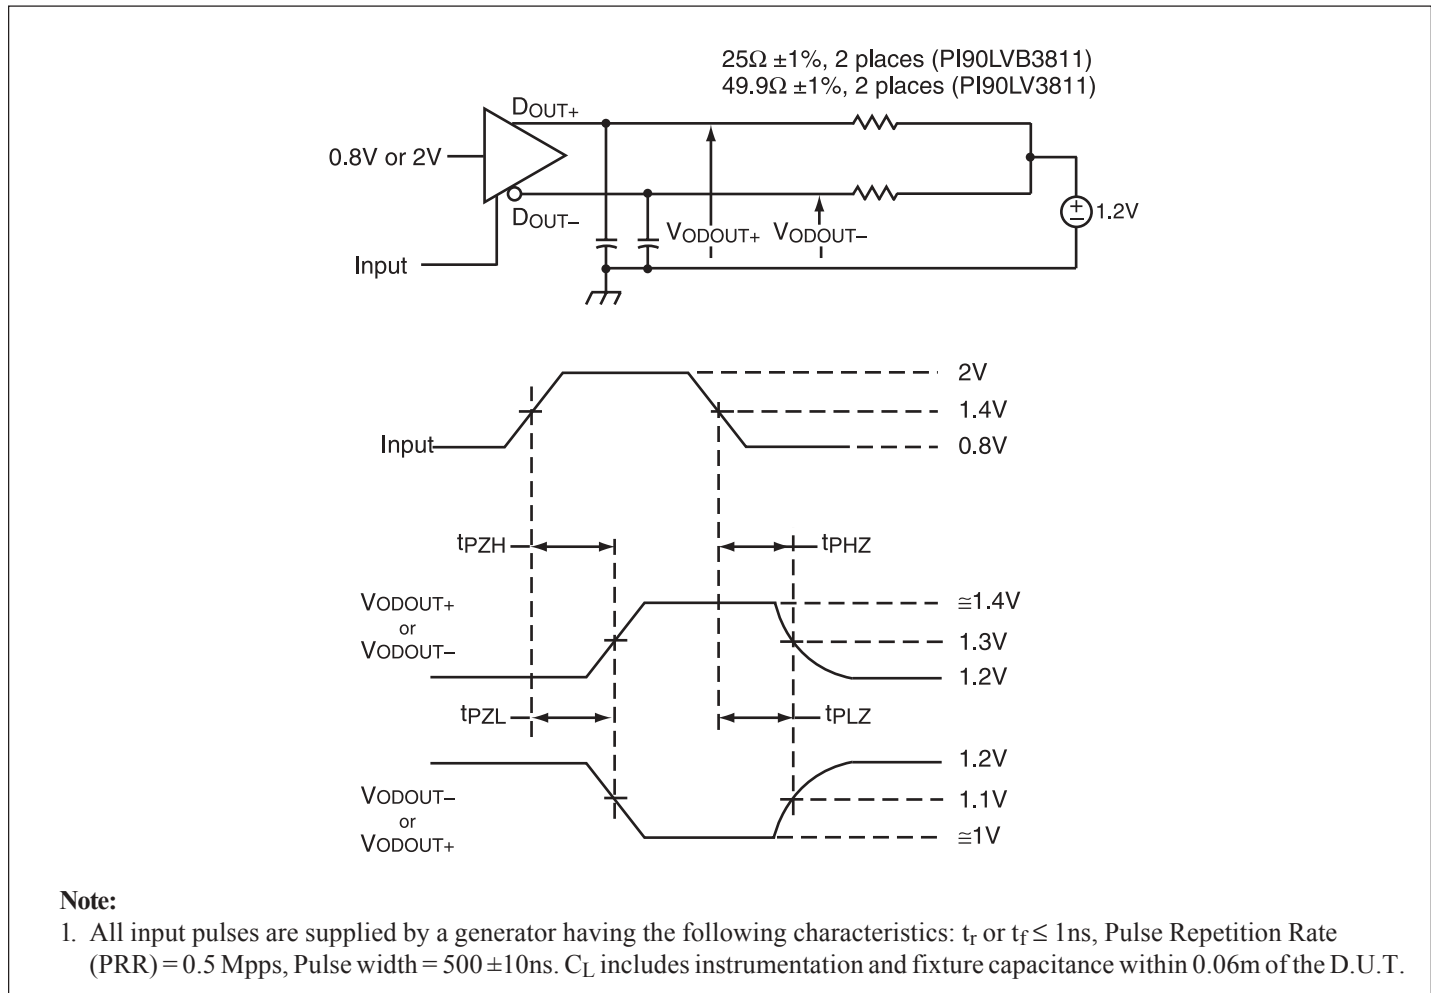 25Ω ±1%, 2 places (PI90LVB3811)
49.9Ω ±1%, 2 places (PI90LV3811)
DOUT+
0.8V or 2V
DOUT–
VODOUT+ VODOUT–
+
–
1.2V
Input
2V
1.4V
Input
0.8V
tPZH
tPHZ
VODOUT+
or
VODOUT–
≅1.4V
1.3V
1.2V
tPZL
tPLZ
1.2V
VODOUT–
or
VODOUT+
1.1V
≅1V
Note:
1. All input pulses are supplied by a generator having the following characteristics: tr or tf ≤ 1ns, Pulse Repetition Rate
(PRR) = 0.5 Mpps, Pulse width = 500 ±10ns. CL includes instrumentation and fixture capacitance within 0.06m of the D.U.T.